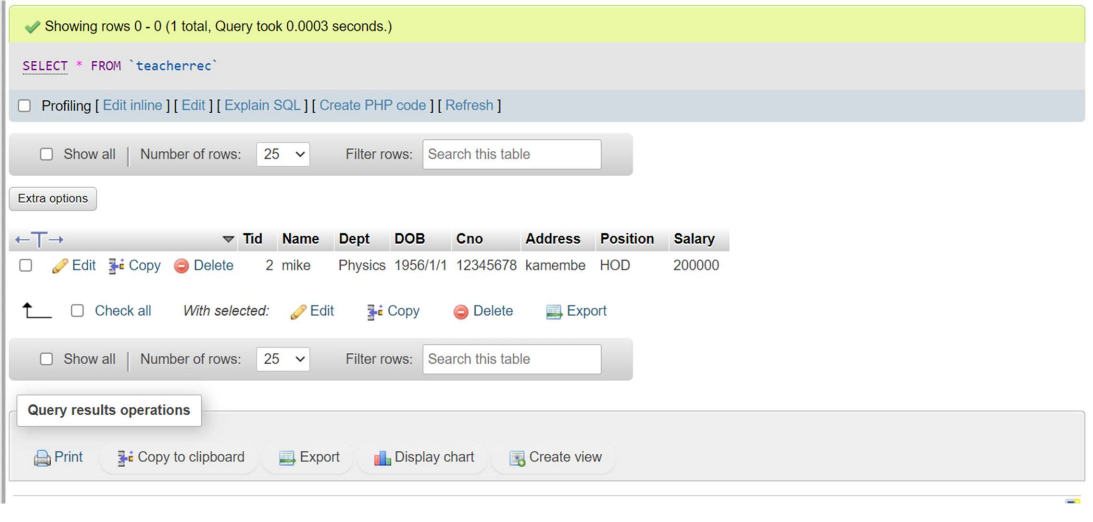 Showing rows 0 - 0 (1 total, Query took 0.0003 seconds.)
SELECT * FROM `teacherrec`
Profiling [ Edit inline ] [ Edit ] [ Explain SQL ] [ Create PHP code ] [ Refresh ]
Show all | Number of rows: 25 Filter rows: Search this table
Extra options
←T→ Tid Name Dept DOB Cno Address Position Salary
Edit Copy Delete 2 mike Physics 1956/1/1 12345678 kamembe HOD 200000
Check all With selected: Edit Copy Delete Export
Show all | Number of rows: 25 Filter rows: Search this table
Query results operations
Print Copy to clipboard Export Display chart Create view